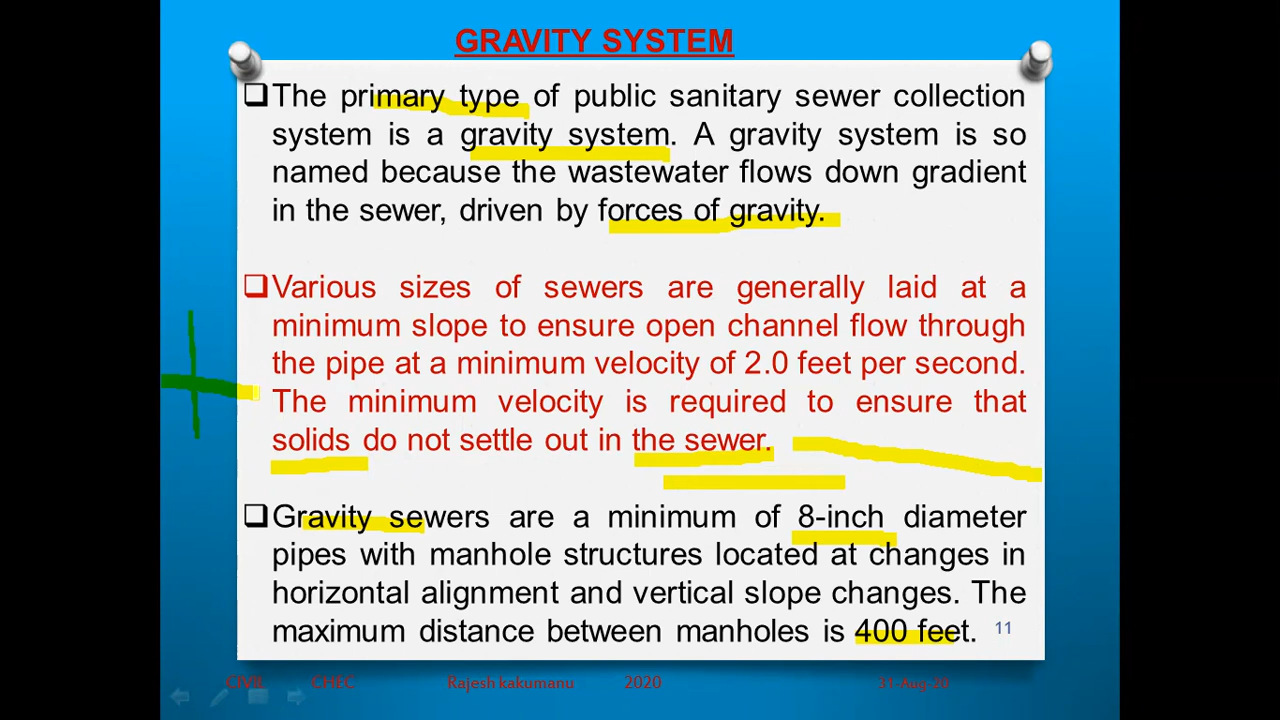 GRAVITY SYSTEM
❑The primary type of public sanitary sewer collection
system is a gravity system. A gravity system is so
named because the wastewater flows down gradient
in the sewer, driven by forces of gravity.
❑Various sizes of sewers are generally laid at a
minimum slope to ensure open channel flow through
the pipe at a minimum velocity of 2.0 feet per second.
The minimum velocity is required to ensure that
solids do not settle out in the sewer.
❑Gravity sewers are a minimum of 8-inch diameter
pipes with manhole structures located at changes in
horizontal alignment and vertical slope changes. The
maximum distance between manholes is 400 feet. 11
CIVIL CHEC Rajesh kakumanu 2020 31-Aug-20